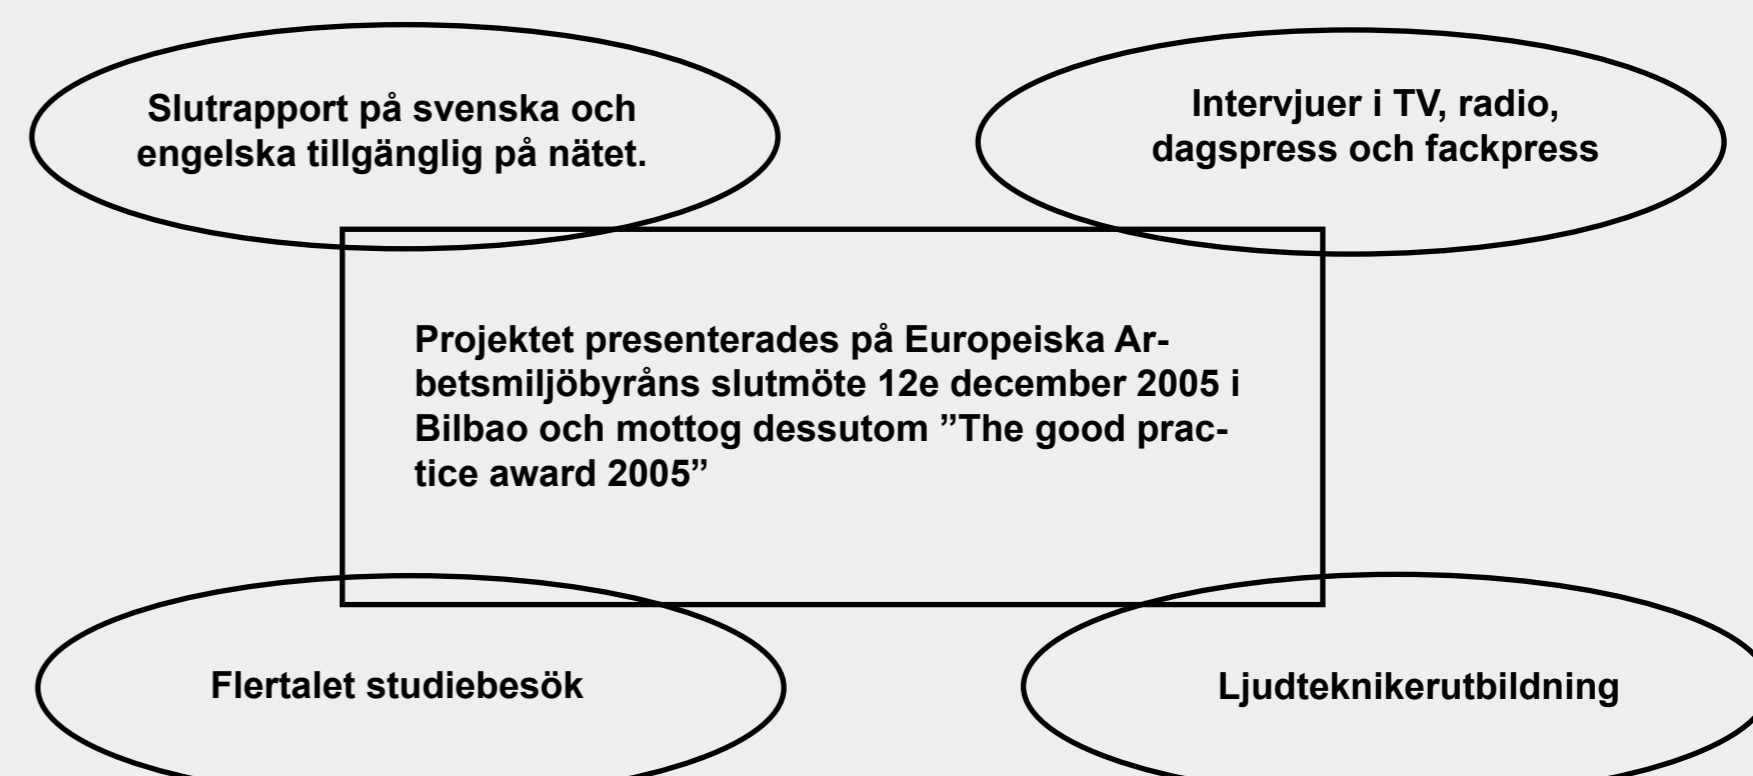 Slutrapport på svenska och
engelska tillgänglig på nätet.
Intervjuer i TV, radio,
dagspress och fackpress
Projektet presenterades på Europeiska Ar-
betsmiljöbyråns slutmöte 12e december 2005 i
Bilbao och mottog dessutom ”The good prac-
tice award 2005”
Flertalet studiebesök
Ljudteknikerutbildning